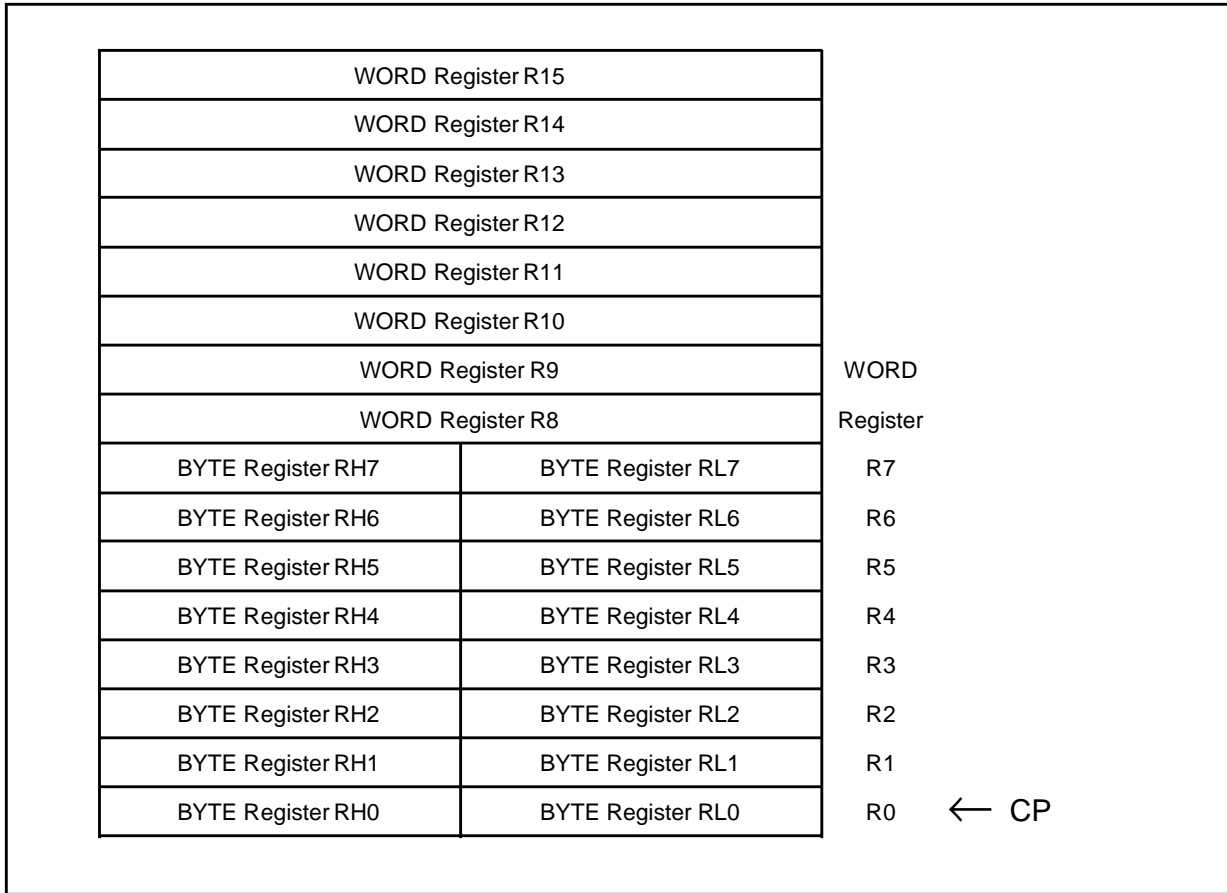 WORD Register R15
WORD Register R14
WORD Register R13
WORD Register R12
WORD Register R11
WORD Register R10
WORD Register R9 WORD
WORD Register R8 Register
BYTE Register RH7 BYTE Register RL7 R7
BYTE Register RH6 BYTE Register RL6 R6
BYTE Register RH5 BYTE Register RL5 R5
BYTE Register RH4 BYTE Register RL4 R4
BYTE Register RH3 BYTE Register RL3 R3
BYTE Register RH2 BYTE Register RL2 R2
BYTE Register RH1 BYTE Register RL1 R1
BYTE Register RH0 BYTE Register RL0 R0 ← CP